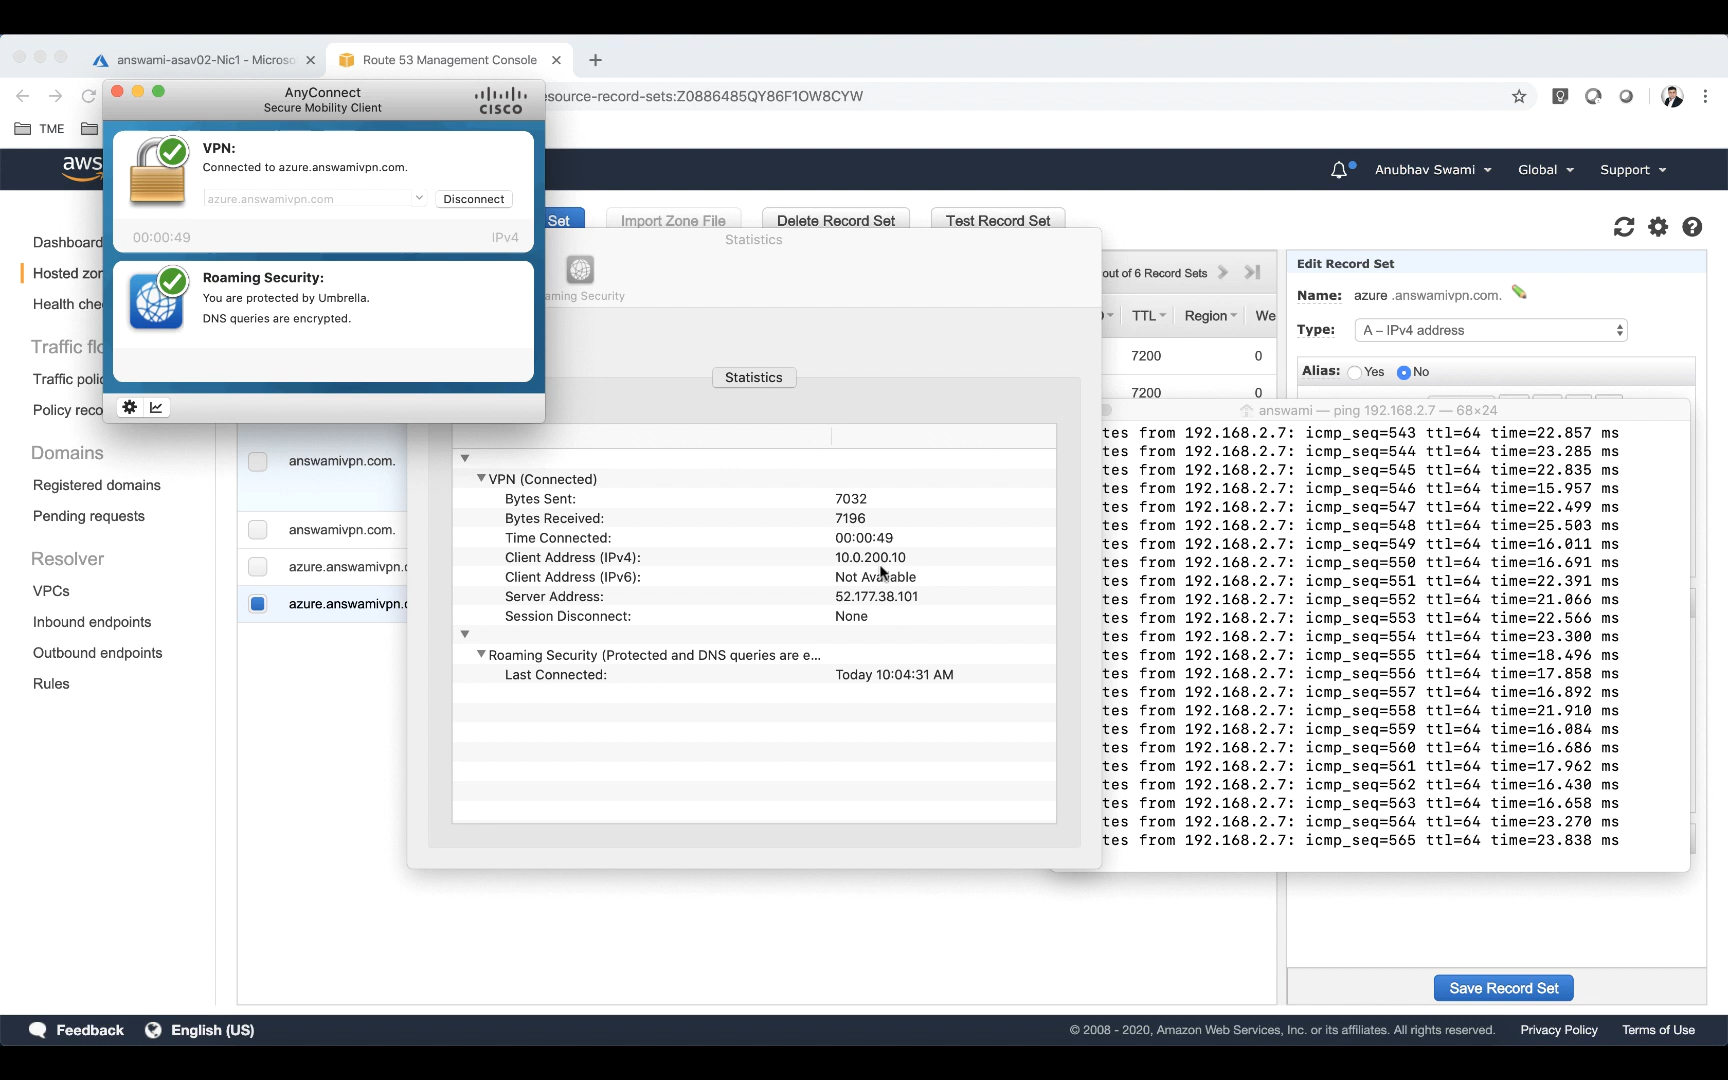 answami-asav02-Nic1 - Microso
Route 53 Management Console
AnyConnect
Secure Mobility Client
CISCO
esource-record-sets:Z0886485QY86F1OW8CYW
TME
VPN:
Connected to azure.answamivpn.com.
azure.answamivpn.com
Disconnect
00:00:49
IPv4
Roaming Security:
You are protected by Umbrella.
DNS queries are encrypted.
aws
Anubhav Swami
Global
Support
Set
Import Zone File
Delete Record Set
Test Record Set
Dashboard
Hosted zon
Health chec
Traffic flo
Traffic polic
Policy reco
Domains
Registered domains
Pending requests
Resolver
VPCs
Inbound endpoints
Outbound endpoints
Rules
answamivpn.com.
answamivpn.com.
azure.answamivpn.c
azure.answamivpn.c
Statistics
aming Security
Statistics
VPN (Connected)
Bytes Sent: 7032
Bytes Received: 7196
Time Connected: 00:00:49
Client Address (IPv4): 10.0.200.10
Client Address (IPv6): Not Available
Server Address: 52.177.38.101
Session Disconnect: None
Roaming Security (Protected and DNS queries are e...
Last Connected: Today 10:04:31 AM
out of 6 Record Sets
TTL
Region
We
7200 0
7200 0
Edit Record Set
Name: azure .answamivpn.com.
Type: A – IPv4 address
Alias: Yes No
answami — ping 192.168.2.7 — 68×24
tes from 192.168.2.7: icmp_seq=543 ttl=64 time=22.857 ms
tes from 192.168.2.7: icmp_seq=544 ttl=64 time=23.285 ms
tes from 192.168.2.7: icmp_seq=545 ttl=64 time=22.835 ms
tes from 192.168.2.7: icmp_seq=546 ttl=64 time=15.957 ms
tes from 192.168.2.7: icmp_seq=547 ttl=64 time=22.499 ms
tes from 192.168.2.7: icmp_seq=548 ttl=64 time=25.503 ms
tes from 192.168.2.7: icmp_seq=549 ttl=64 time=16.011 ms
tes from 192.168.2.7: icmp_seq=550 ttl=64 time=16.691 ms
tes from 192.168.2.7: icmp_seq=551 ttl=64 time=22.391 ms
tes from 192.168.2.7: icmp_seq=552 ttl=64 time=21.066 ms
tes from 192.168.2.7: icmp_seq=553 ttl=64 time=22.566 ms
tes from 192.168.2.7: icmp_seq=554 ttl=64 time=23.300 ms
tes from 192.168.2.7: icmp_seq=555 ttl=64 time=18.496 ms
tes from 192.168.2.7: icmp_seq=556 ttl=64 time=17.858 ms
tes from 192.168.2.7: icmp_seq=557 ttl=64 time=16.892 ms
tes from 192.168.2.7: icmp_seq=558 ttl=64 time=21.910 ms
tes from 192.168.2.7: icmp_seq=559 ttl=64 time=16.084 ms
tes from 192.168.2.7: icmp_seq=560 ttl=64 time=16.686 ms
tes from 192.168.2.7: icmp_seq=561 ttl=64 time=17.962 ms
tes from 192.168.2.7: icmp_seq=562 ttl=64 time=16.430 ms
tes from 192.168.2.7: icmp_seq=563 ttl=64 time=16.658 ms
tes from 192.168.2.7: icmp_seq=564 ttl=64 time=23.270 ms
tes from 192.168.2.7: icmp_seq=565 ttl=64 time=23.838 ms
Save Record Set
Feedback
English (US)
© 2008 - 2020, Amazon Web Services, Inc. or its affiliates. All rights reserved.
Privacy Policy
Terms of Use